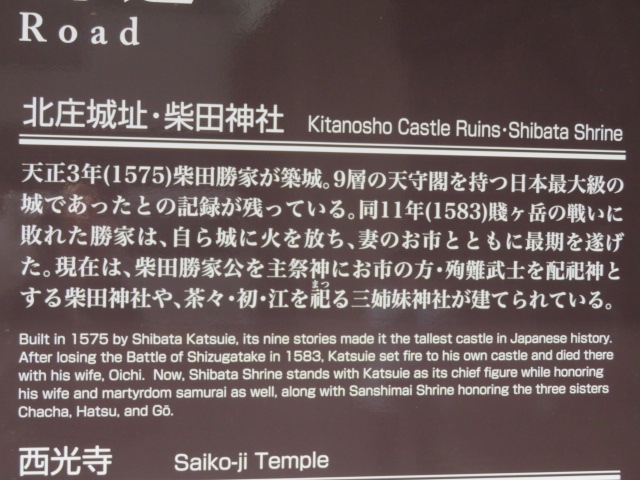 Road
北庄城址・柴田神社 Kitanosho Castle Ruins・Shibata Shrine
天正3年(1575)柴田勝家が築城。9層の天守閣を持つ日本最大級の
城であったとの記録が残っている。同11年(1583)賤ヶ岳の戦いに
敗れた勝家は、自ら城に火を放ち、妻のお市とともに最期を遂げ
た。現在は、柴田勝家公を主祭神にお市の方・殉難武士を配祀神と
まつ
する柴田神社や、茶々・初・江を祀る三姉妹神社が建てられている。
Built in 1575 by Shibata Katsuie, its nine stories made it the tallest castle in Japanese history.
After losing the Battle of Shizugatake in 1583, Katsuie set fire to his own castle and died there
with his wife, Oichi. Now, Shibata Shrine stands with Katsuie as its chief figure while honoring
his wife and martyrdom samurai as well, along with Sanshimai Shrine honoring the three sisters
Chacha, Hatsu, and Gō.
西光寺 Saiko-ji Temple